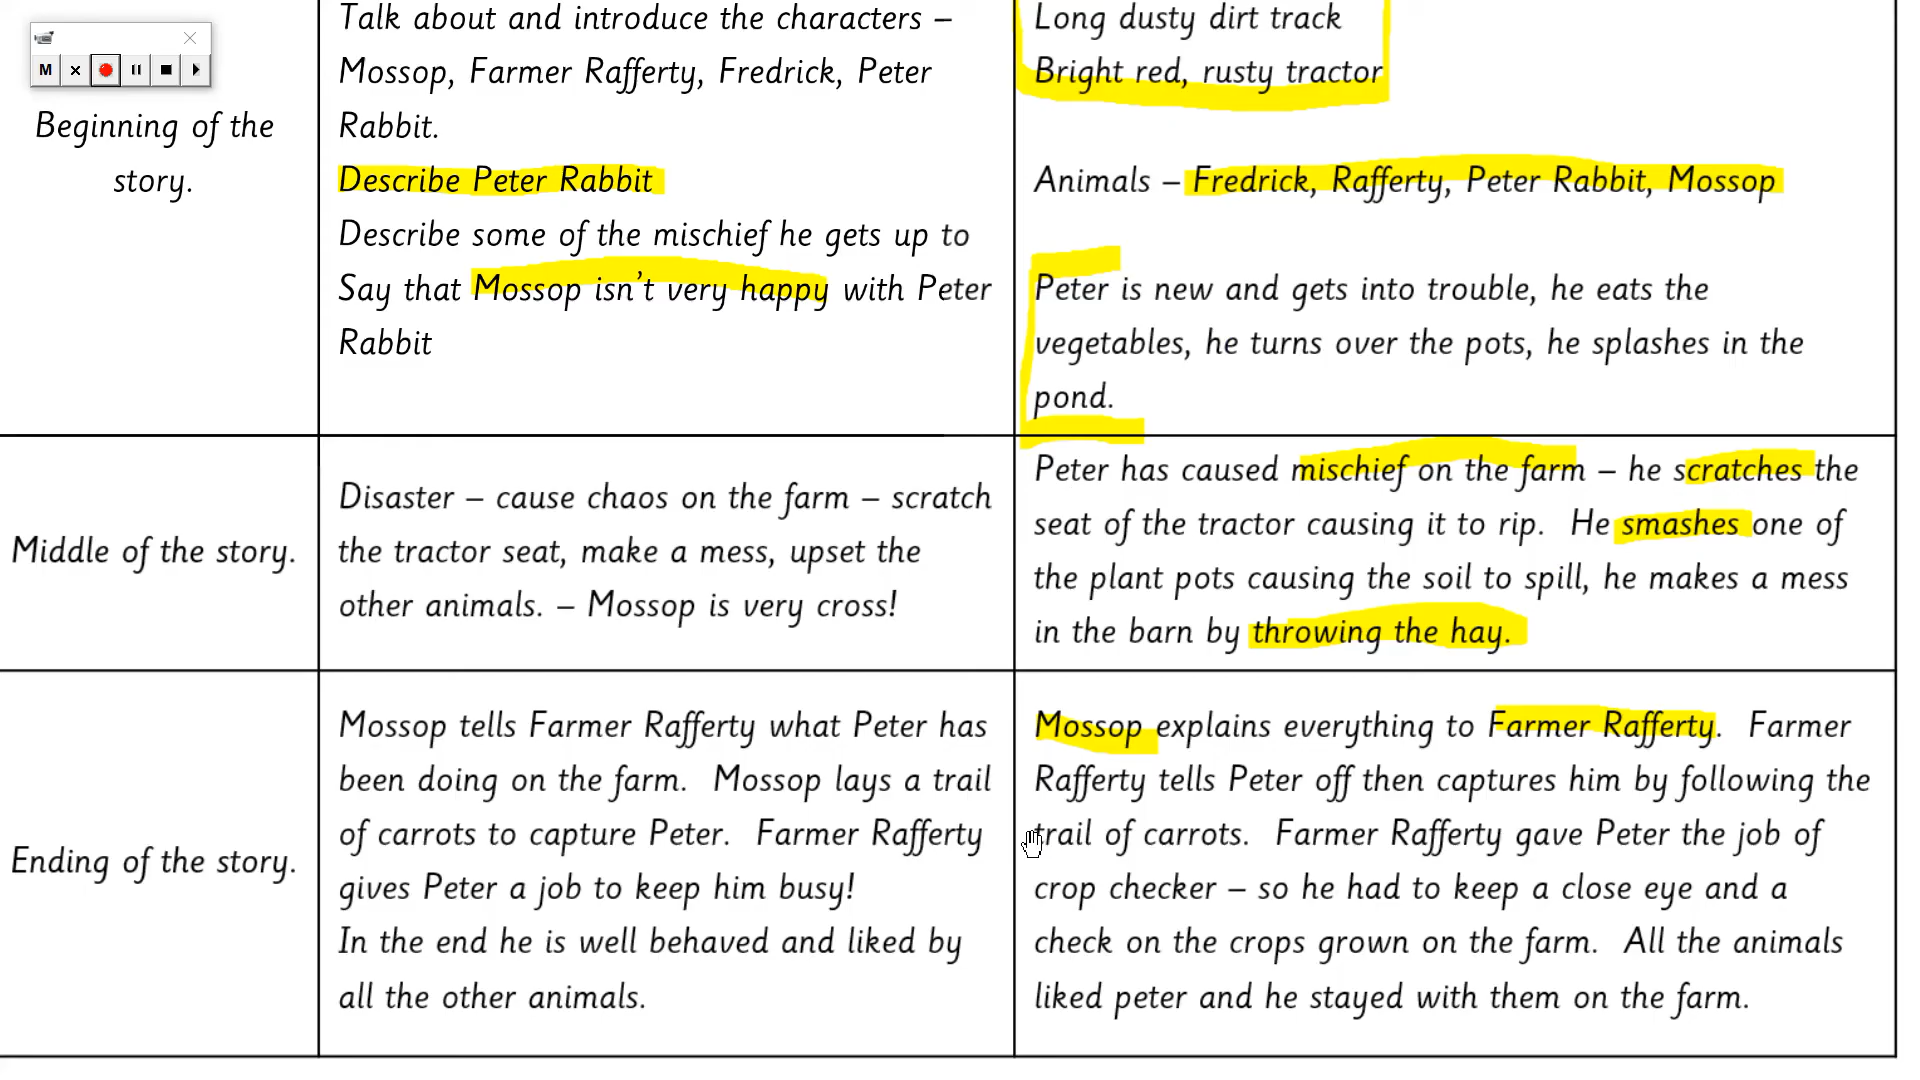 M
Beginning of the
story.
Talk about and introduce the characters –
Mossop, Farmer Rafferty, Fredrick, Peter
Rabbit.
Describe Peter Rabbit
Describe some of the mischief he gets up to
Say that Mossop isn't very happy with Peter
Rabbit
Long dusty dirt track
Bright red, rusty tractor
Animals – Fredrick, Rafferty, Peter Rabbit, Mossop
Peter is new and gets into trouble, he eats the
vegetables, he turns over the pots, he splashes in the
pond.
Middle of the story.
Disaster – cause chaos on the farm – scratch
the tractor seat, make a mess, upset the
other animals. – Mossop is very cross!
Peter has caused mischief on the farm – he scratches the
seat of the tractor causing it to rip.  He smashes one of
the plant pots causing the soil to spill, he makes a mess
in the barn by throwing the hay.
Ending of the story.
Mossop tells Farmer Rafferty what Peter has
been doing on the farm.  Mossop lays a trail
of carrots to capture Peter.  Farmer Rafferty
gives Peter a job to keep him busy!
In the end he is well behaved and liked by
all the other animals.
Mossop explains everything to Farmer Rafferty.  Farmer
Rafferty tells Peter off then captures him by following the
trail of carrots.  Farmer Rafferty gave Peter the job of
crop checker – so he had to keep a close eye and a
check on the crops grown on the farm.  All the animals
liked peter and he stayed with them on the farm.